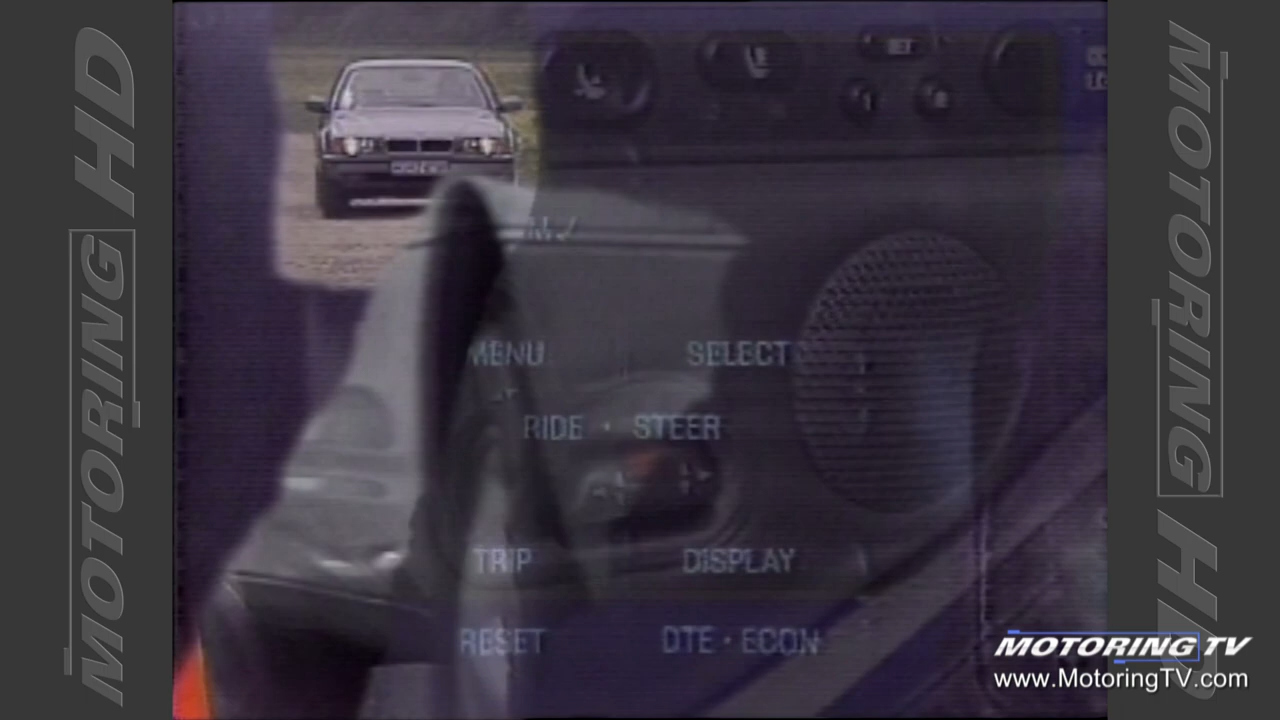 MOTORING HD
MENU SELECT
RIDE · STEER
TRIP DISPLAY
RESET DTE · ECON
MOTORING TV
www.MotoringTV.com
MOTORING HD